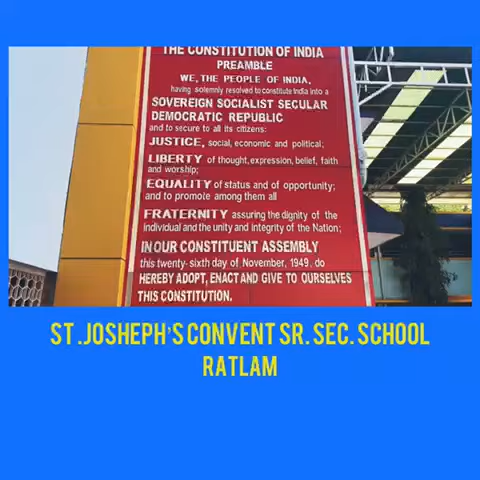 THE CONSTITUTION OF INDIA
PREAMBLE
WE, THE PEOPLE OF INDIA,
having solemnly resolved to constitute India into a
SOVEREIGN SOCIALIST SECULAR
DEMOCRATIC REPUBLIC
and to secure to all its citizens:
JUSTICE, social, economic and political;
LIBERTY of thought, expression, belief, faith
and worship;
EQUALITY of status and of opportunity;
and to promote among them all
FRATERNITY assuring the dignity of the
individual and the unity and integrity of the Nation;
IN OUR CONSTITUENT ASSEMBLY
this twenty-sixth day of November, 1949, do
HEREBY ADOPT, ENACT AND GIVE TO OURSELVES
THIS CONSTITUTION.
ST .JOSHEPH'S CONVENT SR. SEC. SCHOOL
RATLAM